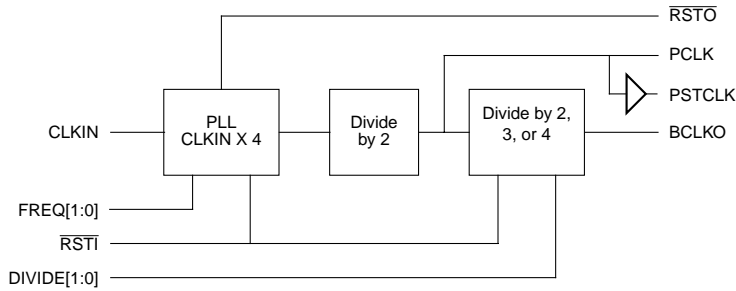 RSTO
PCLK
PSTCLK
BCLKO
CLKIN
PLL
CLKIN X 4
Divide
by 2
Divide by 2,
3, or 4
FREQ[1:0]
RSTI
DIVIDE[1:0]